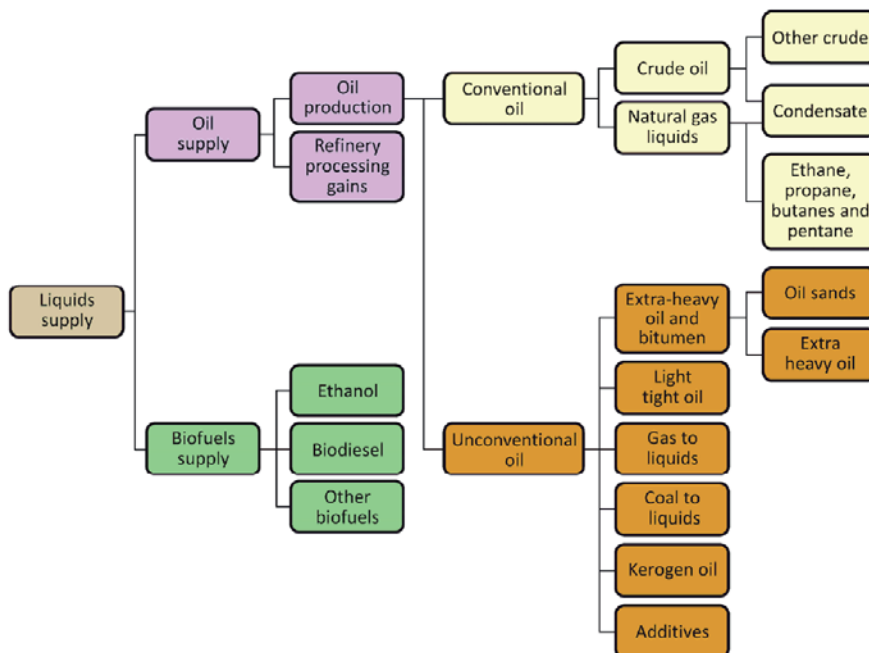 Liquids
supply
Oil
supply
Biofuels
supply
Oil
production
Refinery
processing
gains
Ethanol
Biodiesel
Other
biofuels
Conventional
oil
Unconventional
oil
Crude oil
Natural gas
liquids
Other crude
Condensate
Ethane,
propane,
butanes and
pentane
Extra-heavy
oil and
bitumen
Light
tight oil
Gas to
liquids
Coal to
liquids
Kerogen oil
Additives
Oil sands
Extra
heavy oil